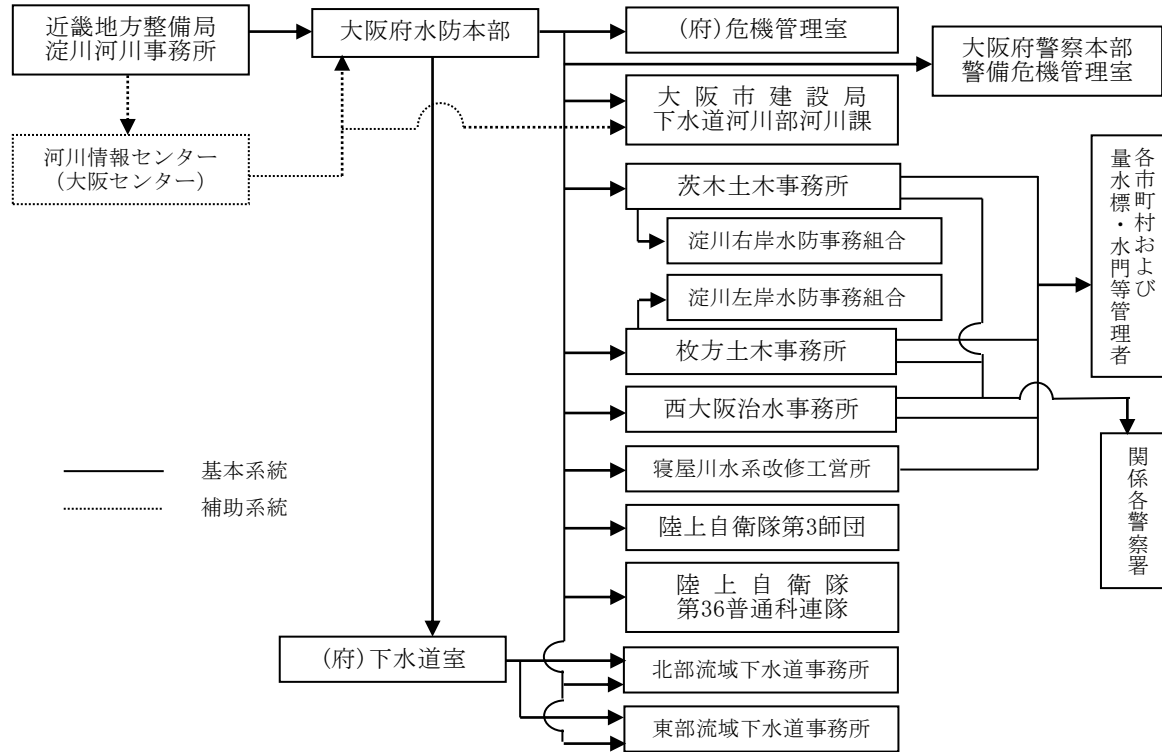 近畿地方整備局
淀川河川事務所
大阪府水防本部
(府)危機管理室
大阪府警察本部
警備危機管理室
大阪市建設局
下水道河川部河川課
河川情報センター
(大阪センター)
茨木土木事務所
淀川右岸水防事務組合
淀川左岸水防事務組合
枚方土木事務所
西大阪治水事務所
寝屋川水系改修工営所
各市町村および
量水標・水門等管理者
関係各警察署
基本系統
補助系統
陸上自衛隊第3師団
陸上自衛隊
第36普通科連隊
(府)下水道室
北部流域下水道事務所
東部流域下水道事務所